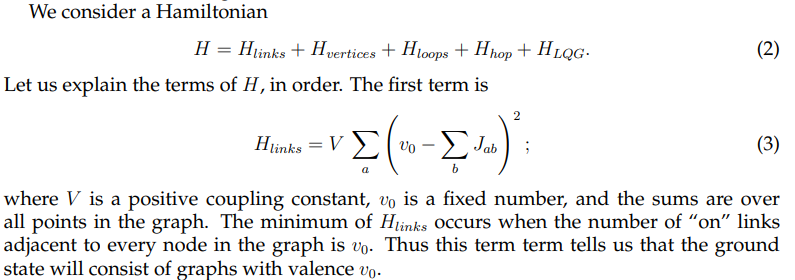 We consider a Hamiltonian
H = H_{links} + H_{vertices} + H_{loops} + H_{hop} + H_{LQG}. (2)
Let us explain the terms of H, in order. The first term is
H_{links} = V \sum_a \left( v_0 - \sum_b J_{ab} \right)^2 ; (3)
where V is a positive coupling constant, v_0 is a fixed number, and the sums are over
all points in the graph. The minimum of H_{links} occurs when the number of “on” links
adjacent to every node in the graph is v_0. Thus this term term tells us that the ground
state will consist of graphs with valence v_0.